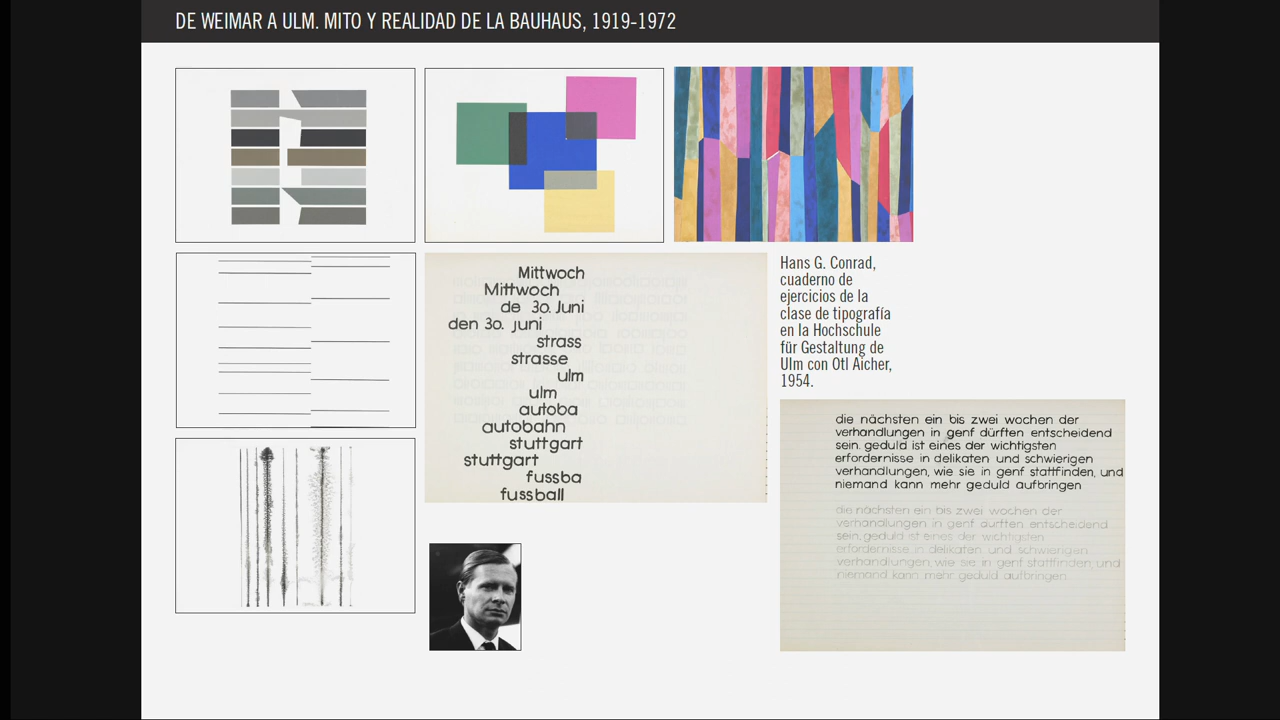 DE WEIMAR A ULM. MITO Y REALIDAD DE LA BAUHAUS, 1919-1972
Mittwoch
Mittwoch
de 30. Juni
den 30. juni
strass
strasse
ulm
ulm
autoba
autobahn
stuttgart
stuttgart
fussba
fussball
Hans G. Conrad,
cuaderno de
ejercicios de la
clase de tipografía
en la Hochschule
für Gestaltung de
Ulm con Otl Aicher,
1954.
die nächsten ein bis zwei wochen der
verhandlungen in genf dürften entscheidend
sein. geduld ist eines der wichtigsten
erfordernisse in delikaten und schwierigen
verhandlungen, wie sie in genf stattfinden, und
niemand kann mehr geduld aufbringen
die nächsten ein bis zwei wochen der
verhandlungen in genf durften entscheidend
sein, geduld ist eines der wichtigsten
erfordernisse in delikaten und schwierigen
verhandlungen, wie sie in genf stattfinden, und
niemand kann mehr geduld aufbringen.